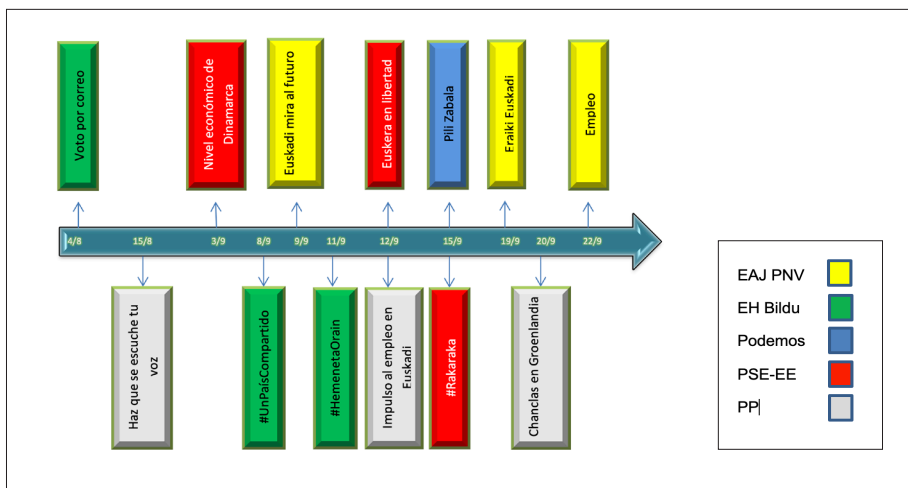 Voto por correo
Nivel económico de
Dinamarca
Euskadi mira al futuro
Euskera en libertad
Pili Zabala
Eraiki Euskadi
Empleo
4/8
15/8
3/9
8/9
9/9
11/9
12/9
15/9
19/9
20/9
22/9
Haz que se escuche tu
voz
#UnPaísCompartido
#HemenetaOrain
Impulso al empleo en
Euskadi
#Rakaraka
Chanclas en Groenlandia
EAJ PNV
EH Bildu
Podemos
PSE-EE
PP